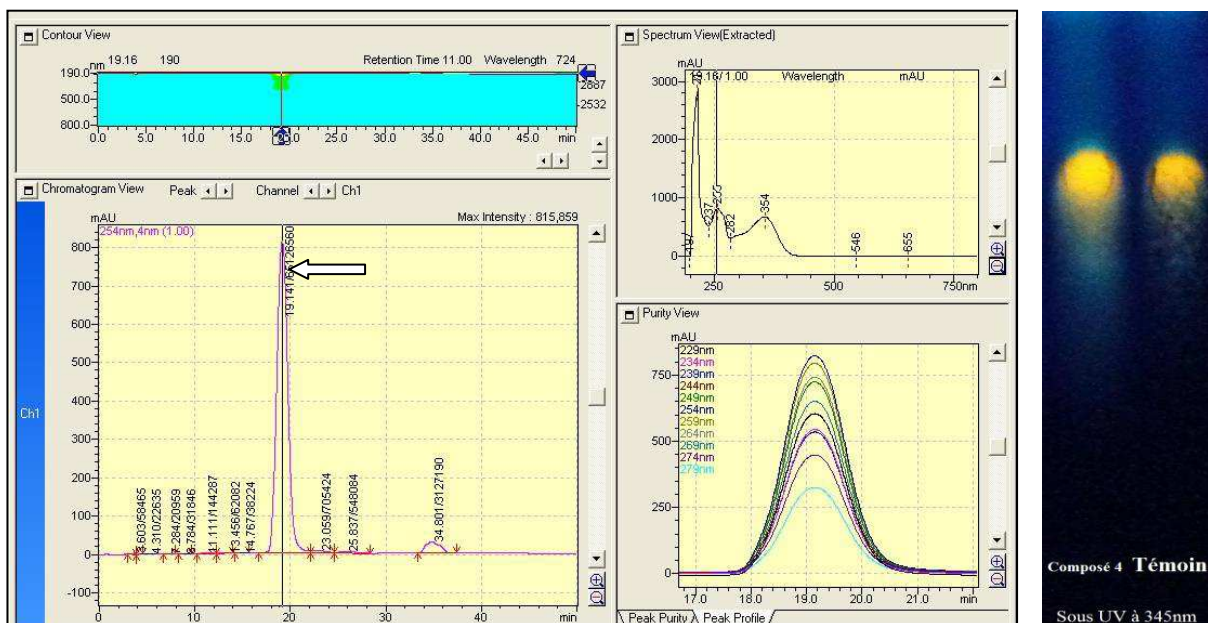 Contour View
nm 19.16 190 Retention Time 11.00 Wavelength 724
190.0
500.0
800.0
2887
2532
0.0 5.0 10.0 15.0 25.0 30.0 35.0 40.0 45.0 min
Chromatogram View Peak Channel Ch1
mAU Max Intensity : 815,859
254nm,4nm (1.00)
800
700
600
500
400
300
200
100
0
-100
0 10 20 30 40 min
Ch1
3.603/58465
4.310/22635
7.284/20959
8.784/31846
11.111/144287
13.456/62082
14.767/38224
23.059/705424
25.837/548084
34.801/3127190
Spectrum View(Extracted)
mAU
19.16/ 1.00 Wavelength mAU
3000
2000
1000
0
237
282
354
546
655
250 500 750nm
Purity View
mAU
750
500
250
0
229nm
234nm
239nm
244nm
249nm
254nm
259nm
264nm
269nm
274nm
279nm
17.0 18.0 19.0 20.0 21.0 min
Peak Purity Peak Profile
Composé 4 Témoin
Sous UV à 345nm